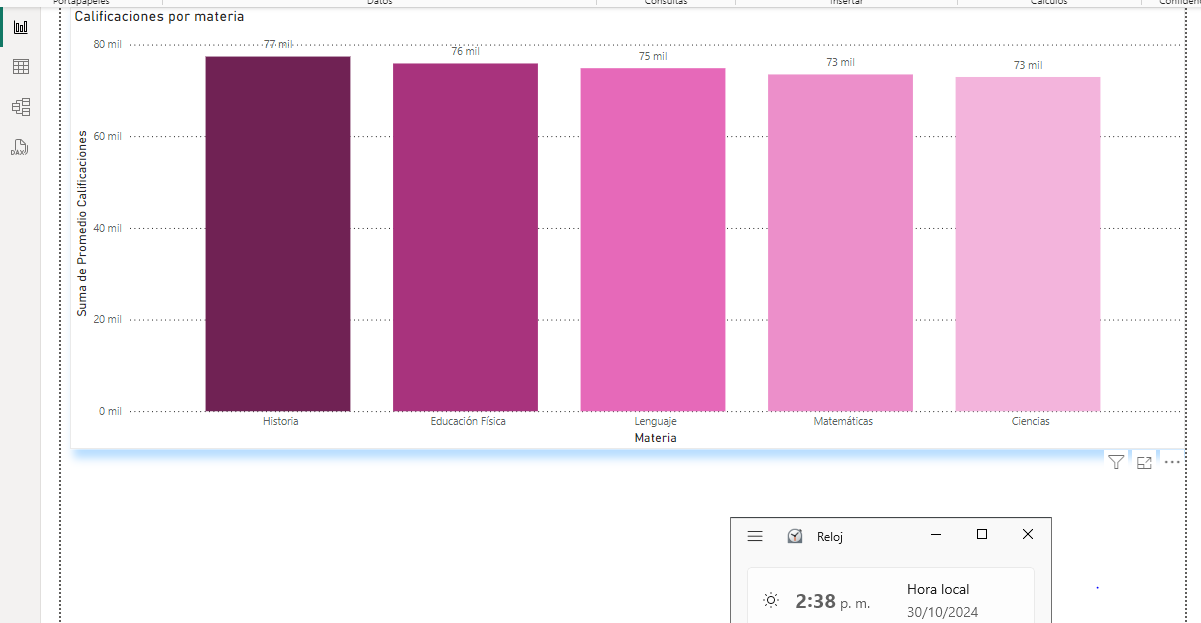 Portapapeles Datos Consultas Insertar Cálculos
Calificaciones por materia
80 mil
77 mil
76 mil
75 mil
73 mil
73 mil
60 mil
40 mil
20 mil
0 mil
Suma de Promedio Calificaciones
Historia Educación Física Lenguaje Matemáticas Ciencias
Materia
DAX
Reloj
2:38 p. m.
Hora local
30/10/2024